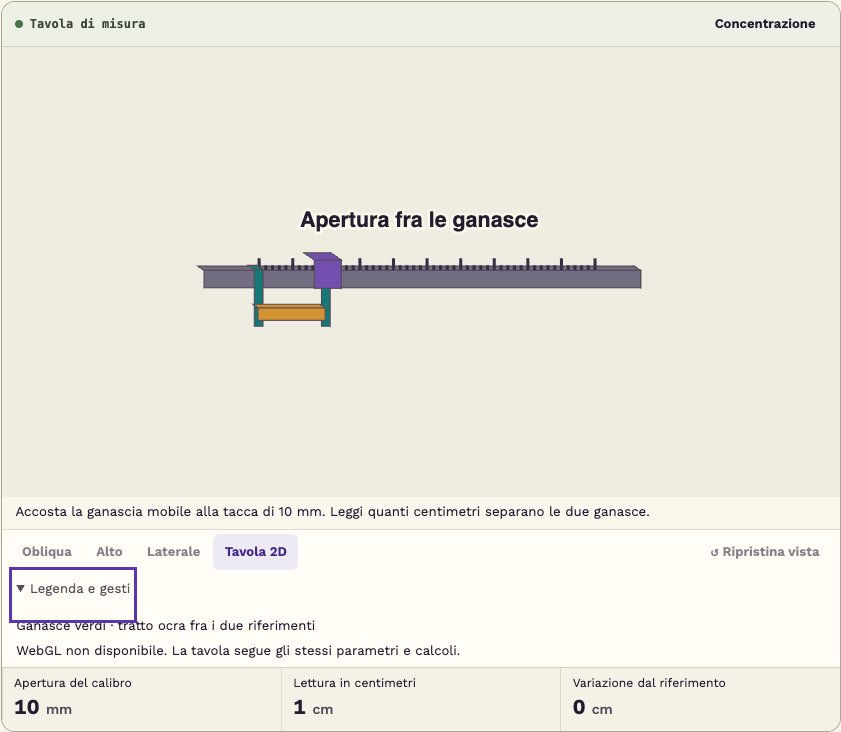 Tavola di misura
Concentrazione
Apertura fra le ganasce
Accosta la ganascia mobile alla tacca di 10 mm. Leggi quanti centimetri separano le due ganasce.
Obliqua Alto Laterale Tavola 2D ↺ Ripristina vista
▼ Legenda e gesti
Ganasce verdi · tratto ocra fra i due riferimenti
WebGL non disponibile. La tavola segue gli stessi parametri e calcoli.
Apertura del calibro
10 mm
Lettura in centimetri
1 cm
Variazione dal riferimento
0 cm